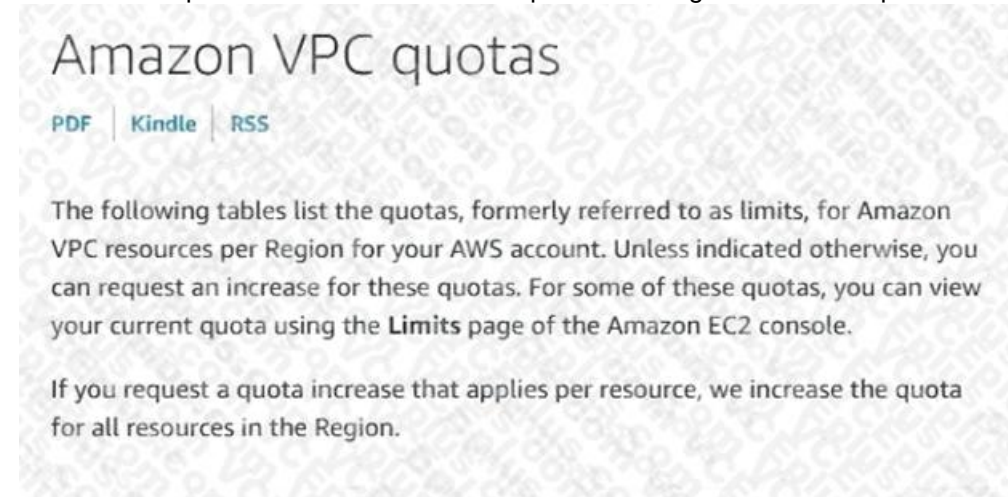 Amazon VPC quotas
PDF | Kindle | RSS
The following tables list the quotas, formerly referred to as limits, for Amazon
VPC resources per Region for your AWS account. Unless indicated otherwise, you
can request an increase for these quotas. For some of these quotas, you can view
your current quota using the Limits page of the Amazon EC2 console.
If you request a quota increase that applies per resource, we increase the quota
for all resources in the Region.